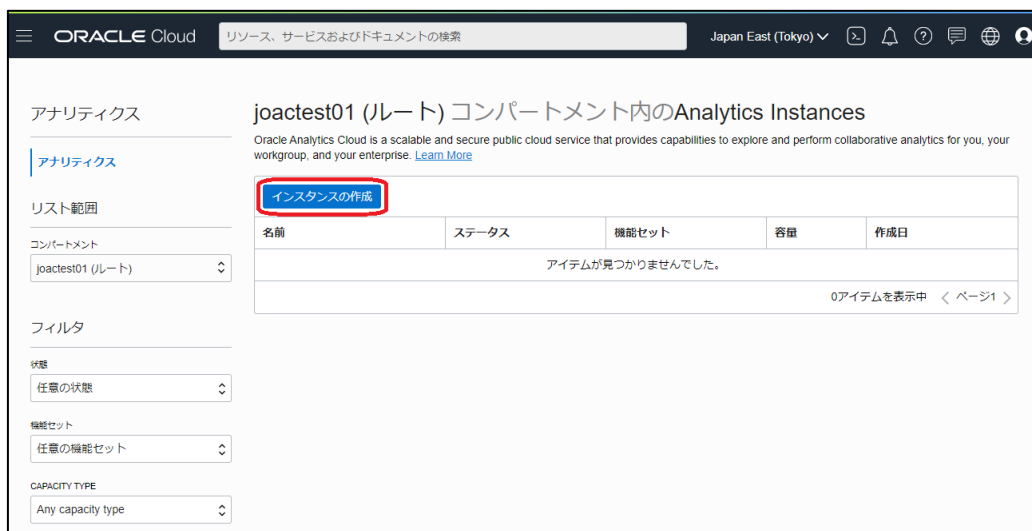 ORACLE Cloud
リソース、サービスおよびドキュメントの検索
Japan East (Tokyo)
アナリティクス
アナリティクス
リスト範囲
コンパートメント
joactest01 (ルート)
フィルタ
状態
任意の状態
機能セット
任意の機能セット
CAPACITY TYPE
Any capacity type
joactest01 (ルート) コンパートメント内のAnalytics Instances
Oracle Analytics Cloud is a scalable and secure public cloud service that provides capabilities to explore and perform collaborative analytics for you, your
workgroup, and your enterprise. Learn More
インスタンスの作成
名前 ステータス 機能セット 容量 作成日
アイテムが見つかりませんでした。
0アイテムを表示中 < ページ1 >